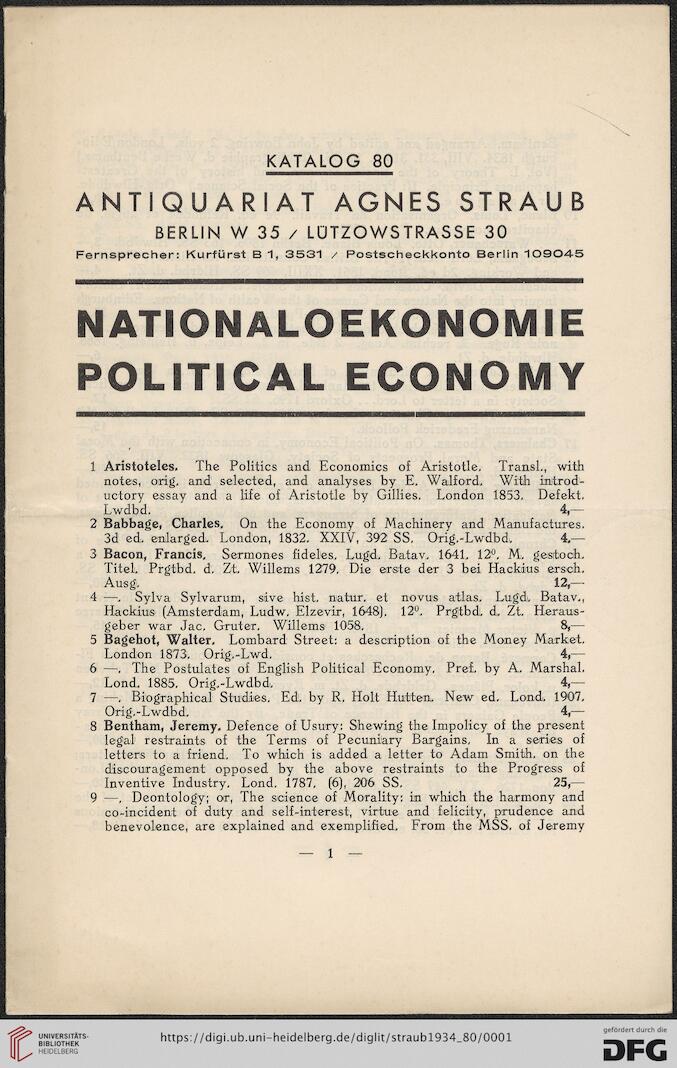 KATALOG 80
ANTIQUARIAT AGNES STRAUB
BERLIN W 35 / LÜTZOWSTRASSE 30
Fernsprecher: Kurfürst B 1, 3531 / Postscheckkonto Berlin 109045
NATIONALOEKONOMIE
POLITICAL ECONOMY
1 Aristoteles. The Politics and Economics of Aristotle. Transl., with
notes, orig. and selected, and analyses by E. Walford. With introd-
uctory essay and a life of Aristotle by Gillies. London 1853. Defekt.
Lwdbd. 4,—
2 Babbage, Charles. On the Economy of Machinery and Manufactures.
3d ed. enlarged. London, 1832. XXIV, 392 SS. Orig.-Lwdbd. 4.—
3 Bacon, Francis. Sermones fideles. Lugd. Batav. 1641. 12⁰. M. gestoch.
Titel. Prgtbd. d. Zt. Willems 1279. Die erste der 3 bei Hackius ersch.
Ausg. 12,—
4 —. Sylva Sylvarum, sive hist. natur. et novus atlas. Lugd. Batav.,
Hackius (Amsterdam, Ludw. Elzevir, 1648). 12⁰. Prgtbd. d. Zt. Heraus-
geber war Jac. Gruter. Willems 1058. 8,—
5 Bagehot, Walter. Lombard Street: a description of the Money Market.
London 1873. Orig.-Lwd. 4,—
6 —. The Postulates of English Political Economy. Pref. by A. Marshal.
Lond. 1885. Orig.-Lwdbd. 4,—
7 —. Biographical Studies. Ed. by R. Holt Hutten. New ed. Lond. 1907.
Orig.-Lwdbd. 4,—
8 Bentham, Jeremy. Defence of Usury: Shewing the Impolicy of the present
legal restraints of the Terms of Pecuniary Bargains. In a series of
letters to a friend. To which is added a letter to Adam Smith. on the
discouragement opposed by the above restraints to the Progress of
Inventive Industry. Lond. 1787. (6), 206 SS. 25,—
9 —. Deontology; or, The science of Morality: in which the harmony and
co-incident of duty and self-interest, virtue and felicity, prudence and
benevolence, are explained and exemplified. From the MSS. of Jeremy
— 1 —
UNIVERSITÄTS-
BIBLIOTHEK
HEIDELBERG
https://digi.ub.uni-heidelberg.de/diglit/straub1934_80/0001
gefördert durch die
DFG